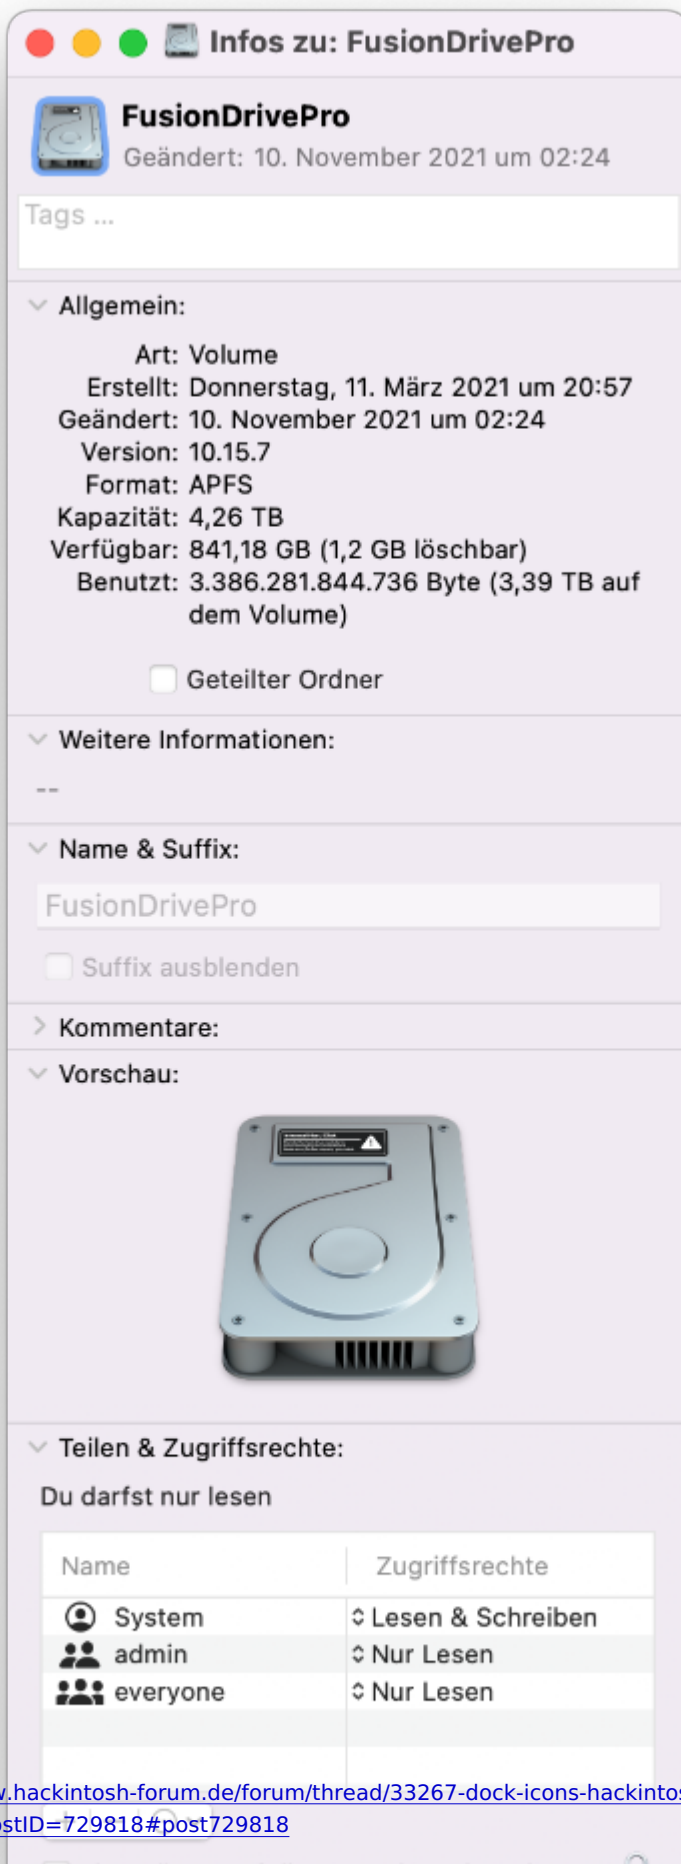 Infos zu: FusionDrivePro
FusionDrivePro
Geändert: 10. November 2021 um 02:24
Tags ...
Allgemein:
Art: Volume
Erstellt: Donnerstag, 11. März 2021 um 20:57
Geändert: 10. November 2021 um 02:24
Version: 10.15.7
Format: APFS
Kapazität: 4,26 TB
Verfügbar: 841,18 GB (1,2 GB löschbar)
Benutzt: 3.386.281.844.736 Byte (3,39 TB auf
dem Volume)
Geteilter Ordner
Weitere Informationen:
--
Name & Suffix:
FusionDrivePro
Suffix ausblenden
Kommentare:
Vorschau:
Teilen & Zugriffsrechte:
Du darfst nur lesen
Name Zugriffsrechte
System Lesen & Schreiben
admin Nur Lesen
everyone Nur Lesen
w.hackintosh-forum.de/forum/thread/33267-dock-icons-hackintos
ostID=729818#post729818